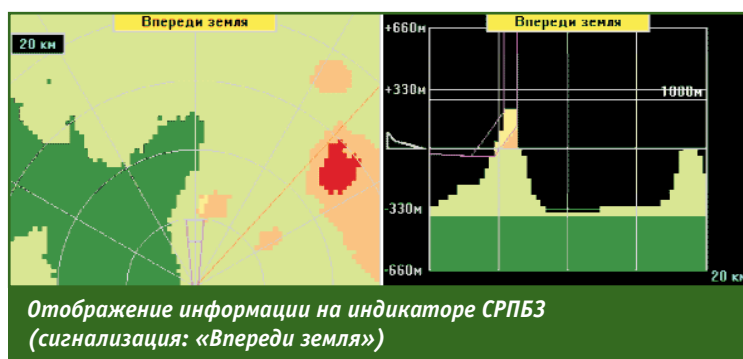 Впереди земля
20 км
Впереди земля
+660м
+330м
1000м
-330м
-660м
20 км
Отображение информации на индикаторе СРПБЗ
(сигнализация: «Впереди земля»)